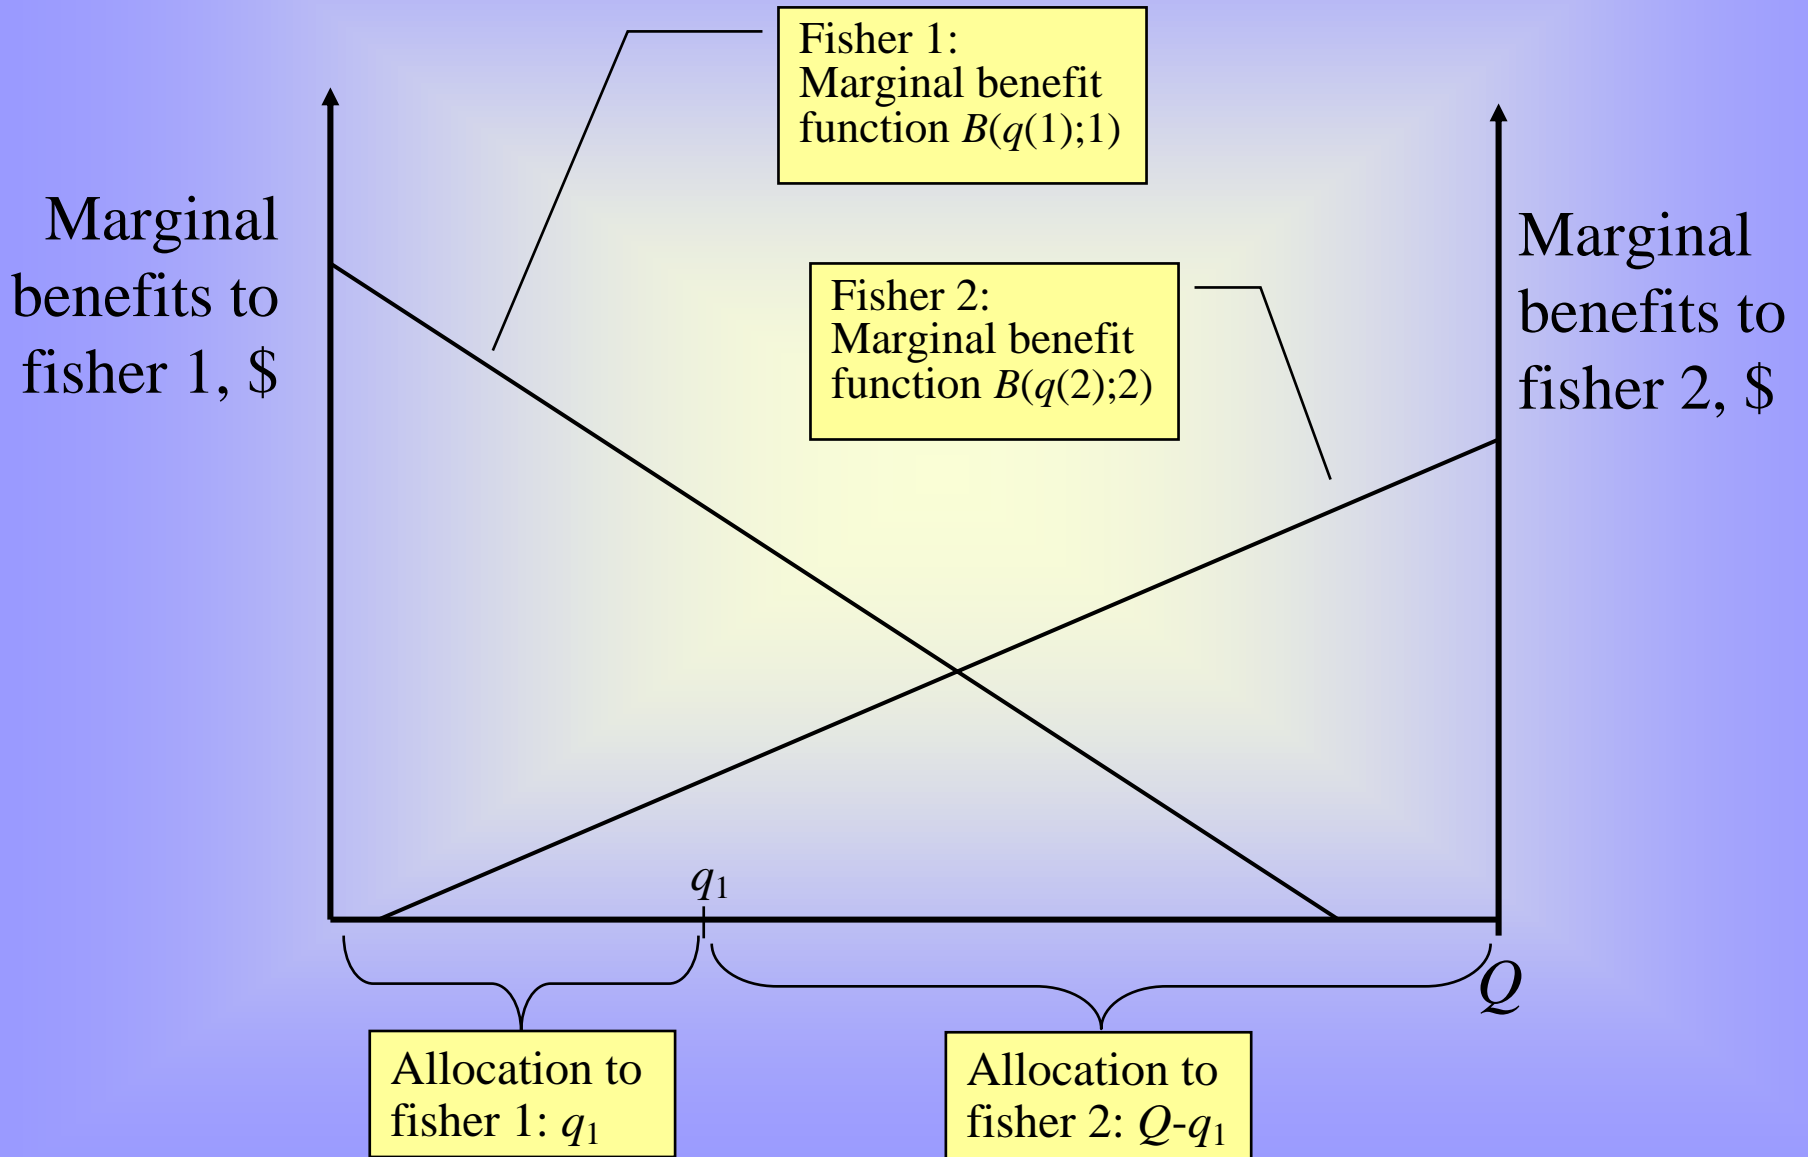 Fisher 1:
Marginal benefit
function B(q(1);1)
Marginal
benefits to
fisher 1, $
Fisher 2:
Marginal benefit
function B(q(2);2)
Marginal
benefits to
fisher 2, $
q₁
Q
Allocation to
fisher 1: q₁
Allocation to
fisher 2: Q-q₁